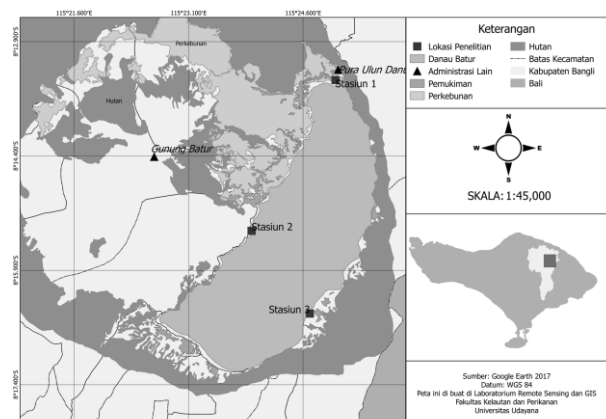 115°21.600'E
115°23.100'E
115°24.600'E
8°12.900'S
8°14.400'S
8°15.900'S
8°17.400'S
Perkebunan
Hutan
Pura Ulun Danu
Stasiun 1
Gunung Batur
Stasiun 2
Stasiun 3
Keterangan
Lokasi Penelitian
Danau Batur
Administrasi Lain
Pemukiman
Perkebunan
Hutan
Batas Kecamatan
Kabupaten Bangli
Bali
N
W E
S
SKALA: 1:45,000
Sumber: Google Earth 2017
Datum: WGS 84
Peta ini di buat di Laboratorium Remote Sensing dan GIS
Fakultas Kelautan dan Perikanan
Universitas Udayana